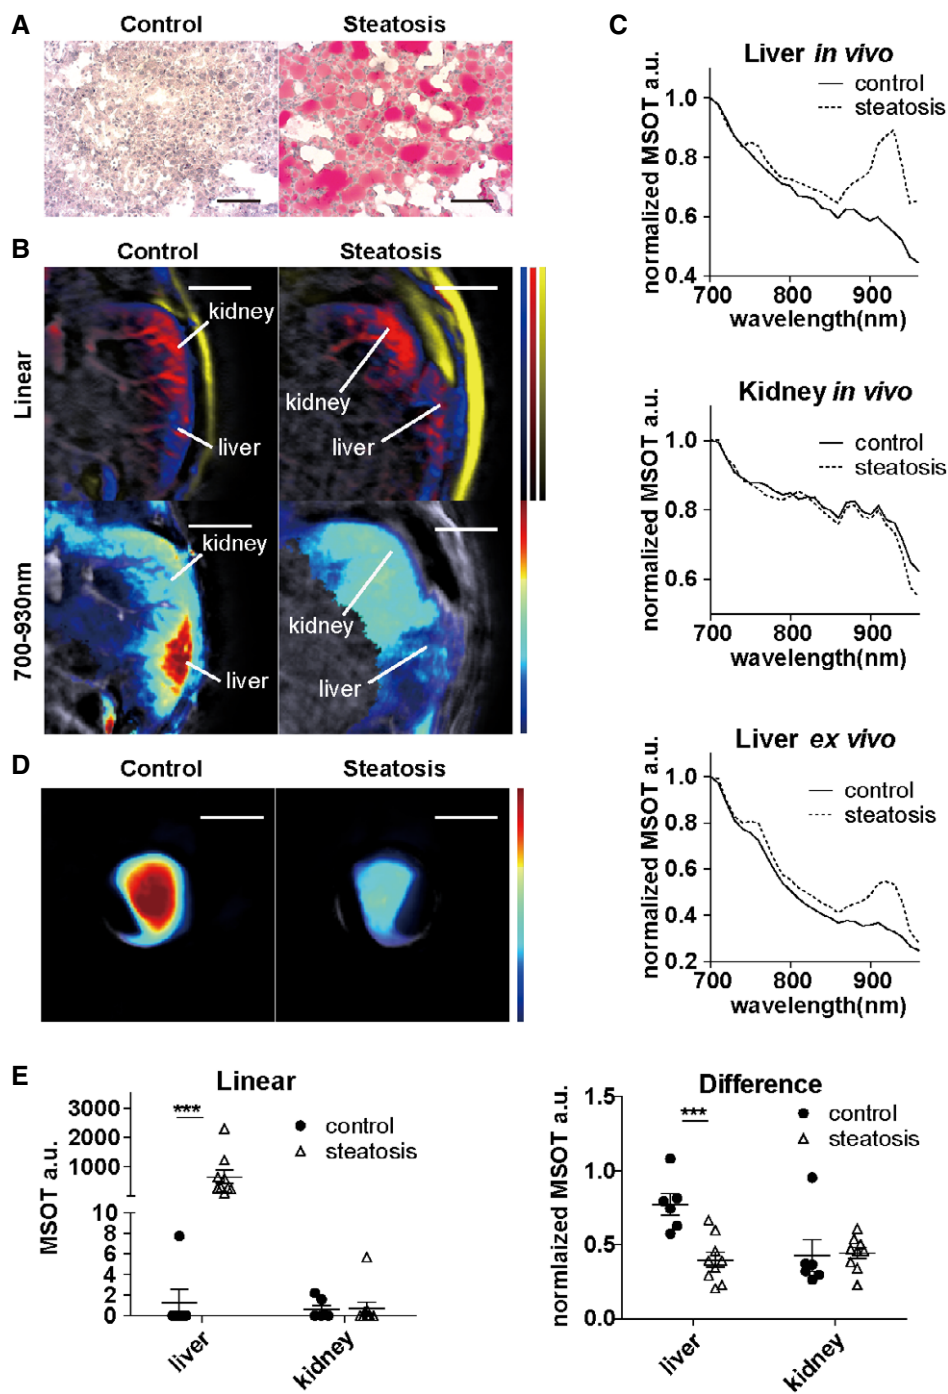 A
Control
Steatosis
B
Control
Steatosis
Linear
kidney
liver
kidney
liver
700-930nm
kidney
liver
kidney
liver
C
Liver in vivo
control
steatosis
normalized MSOT a.u.
1.0
0.8
0.6
0.4
700
800
900
wavelength(nm)
Kidney in vivo
control
steatosis
normalized MSOT a.u.
1.0
0.8
0.6
700
800
900
wavelength(nm)
Liver ex vivo
control
steatosis
normalized MSOT a.u.
1.0
0.8
0.6
0.4
0.2
700
800
900
wavelength(nm)
D
Control
Steatosis
E
Linear
MSOT a.u.
3000
2000
1000
10
8
6
4
2
0
***
control
steatosis
liver
kidney
Difference
normlaized MSOT a.u.
1.5
1.0
0.5
0.0
***
control
steatosis
liver
kidney